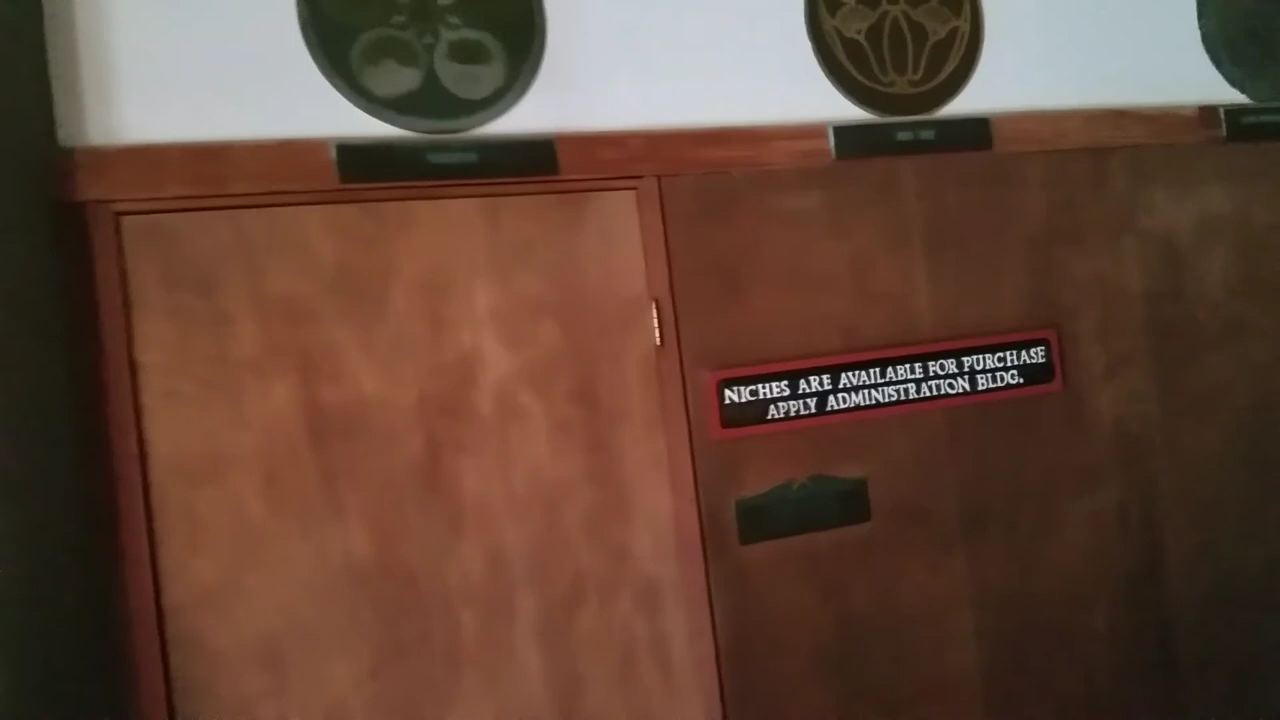 NICHES ARE AVAILABLE FOR PURCHASE
APPLY ADMINISTRATION BLDG.